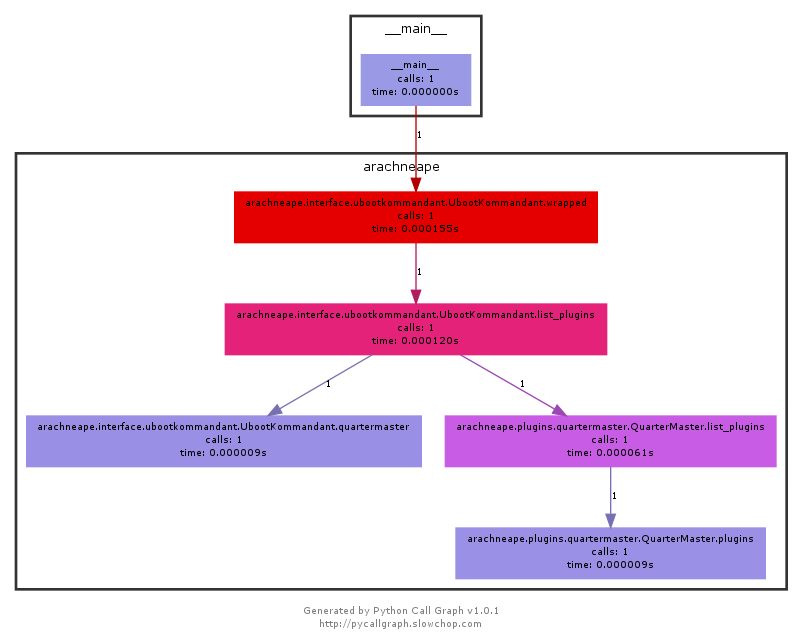 __main__
__main__
calls: 1
time: 0.000000s
1
arachneape
arachneape.interface.ubootkommandant.UbootKommandant.wrapped
calls: 1
time: 0.000155s
1
arachneape.interface.ubootkommandant.UbootKommandant.list_plugins
calls: 1
time: 0.000120s
1
1
arachneape.interface.ubootkommandant.UbootKommandant.quartermaster
calls: 1
time: 0.000009s
arachneape.plugins.quartermaster.QuarterMaster.list_plugins
calls: 1
time: 0.000061s
1
arachneape.plugins.quartermaster.QuarterMaster.plugins
calls: 1
time: 0.000009s
Generated by Python Call Graph v1.0.1
http://pycallgraph.slowchop.com